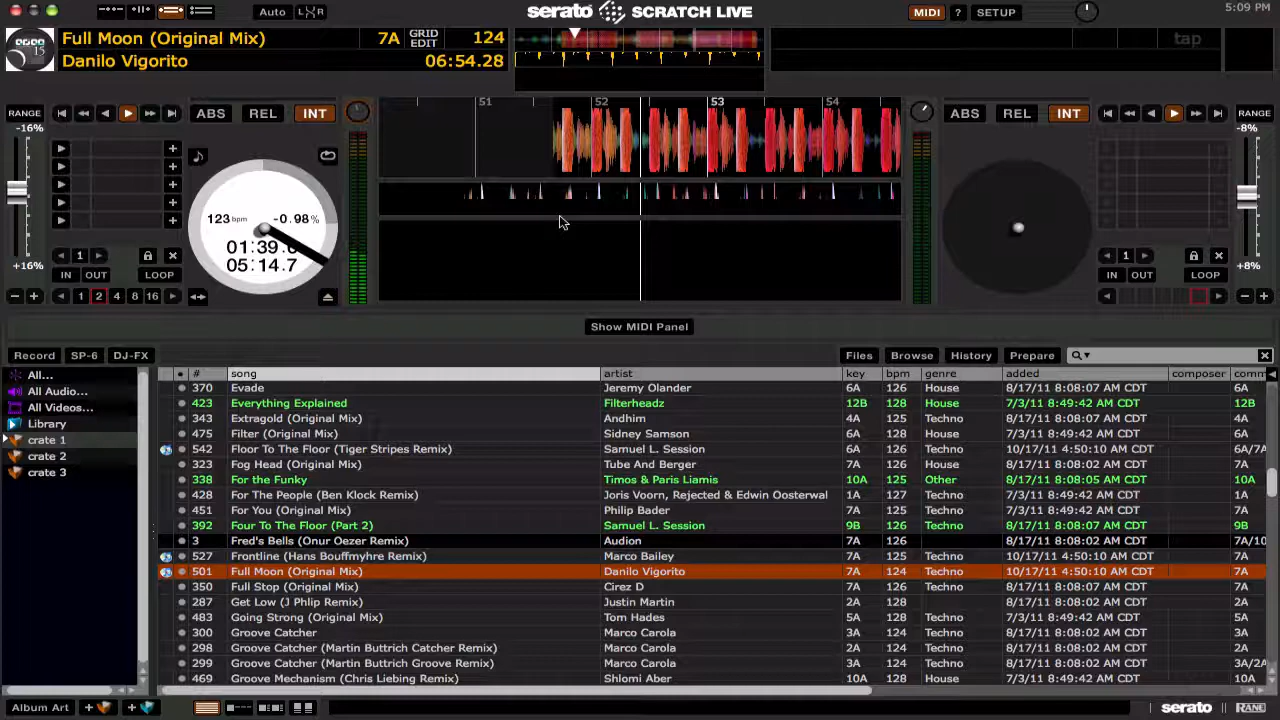 Auto L R serato SCRATCH LIVE MIDI ? SETUP 5:09 PM
Full Moon (Original Mix) 7A GRID EDIT 124
Danilo Vigorito 06:54.28
tap
51 52 53 54
RANGE ABS REL INT ABS REL INT RANGE
-16% -8%
123 bpm -0.98%
01:39.
05:14.7
+16% 1 1 +8%
IN OUT LOOP IN OUT LOOP
1 2 4 8 16
Show MIDI Panel
Record SP-6 DJ-FX Files Browse History Prepare
# song artist key bpm genre added composer comm
All...
All Audio...
All Videos...
Library
crate 1
crate 2
crate 3
370 Evade Jeremy Olander 6A 126 House 8/17/11 8:08:07 AM CDT 6A
423 Everything Explained Filterheadz 12B 128 House 7/3/11 8:49:42 AM CDT 12B
343 Extragold (Original Mix) Andhim 4A 125 Techno 8/17/11 8:08:07 AM CDT 4A
475 Filter (Original Mix) Sidney Samson 6A 128 House 7/3/11 8:49:42 AM CDT 6A
542 Floor To The Floor (Tiger Stripes Remix) Samuel L. Session 6A 126 Techno 10/17/11 4:50:10 AM CDT 6A/7A
323 Fog Head (Original Mix) Tube And Berger 7A 126 House 8/17/11 8:08:02 AM CDT 7A
338 For the Funky Timos & Paris Liamis 10A 125 Other 8/17/11 8:08:05 AM CDT 10A
428 For The People (Ben Klock Remix) Joris Voorn, Rejected & Edwin Oosterwal 1A 127 Techno 7/3/11 8:49:42 AM CDT 1A
451 For You (Original Mix) Philip Bader 7A 125 Techno 7/3/11 8:49:42 AM CDT 7A
392 Four To The Floor (Part 2) Samuel L. Session 9B 126 Techno 8/17/11 8:08:07 AM CDT 9B
3 Fred's Bells (Onur Oezer Remix) Audion 7A 126 8/17/11 8:08:02 AM CDT 7A/10
527 Frontline (Hans Bouffmyhre Remix) Marco Bailey 7A 125 Techno 10/17/11 4:50:10 AM CDT 7A
501 Full Moon (Original Mix) Danilo Vigorito 7A 124 Techno 10/17/11 4:50:10 AM CDT 7A
350 Full Stop (Original Mix) Cirez D 7A 126 Techno 8/17/11 8:08:02 AM CDT 7A
287 Get Low (J Phlip Remix) Justin Martin 2A 128 8/17/11 8:08:02 AM CDT 2A
483 Going Strong (Original Mix) Tom Hades 5A 128 Techno 7/3/11 8:49:42 AM CDT 5A
300 Groove Catcher Marco Carola 3A 124 Techno 8/17/11 8:08:02 AM CDT 3A
298 Groove Catcher (Martin Buttrich Catcher Remix) Marco Carola 2A 124 Techno 8/17/11 8:08:02 AM CDT 2A
299 Groove Catcher (Martin Buttrich Groove Remix) Marco Carola 3A 124 Techno 8/17/11 8:08:02 AM CDT 3A/2A
469 Groove Mechanism (Chris Liebing Remix) Shlomi Aber 10A 128 House 7/3/11 8:49:42 AM CDT 10A
Album Art serato RANE